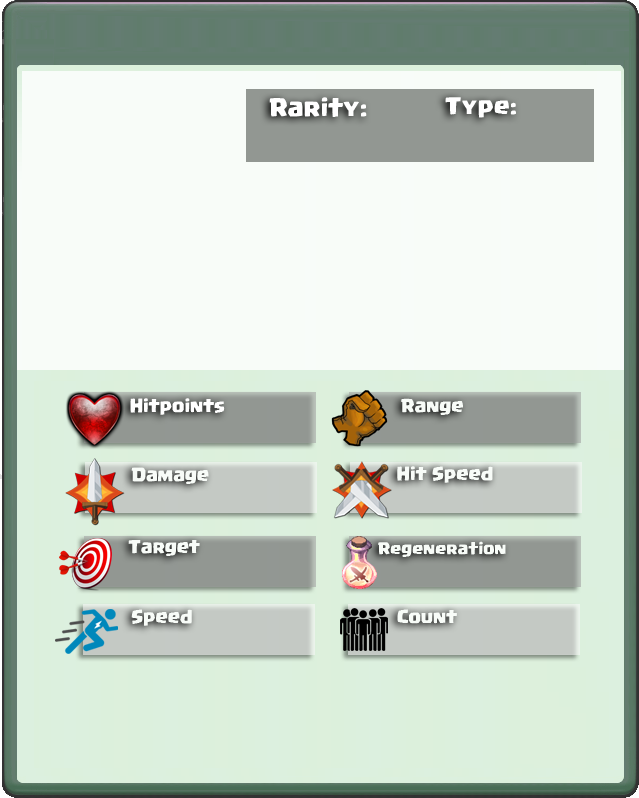 Rarity: Type:
Hitpoints Range
Damage Hit Speed
Target Regeneration
Speed Count